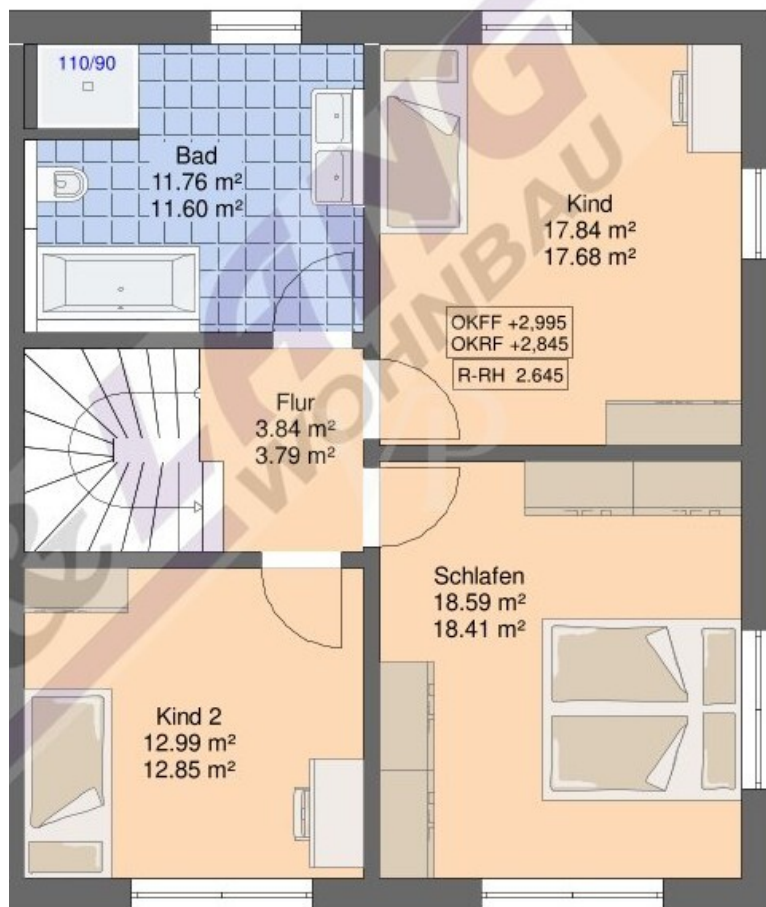 110/90
Bad
11.76 m²
11.60 m²
Kind
17.84 m²
17.68 m²
OKFF +2,995
OKRF +2,845
R-RH 2.645
Flur
3.84 m²
3.79 m²
Schlafen
18.59 m²
18.41 m²
Kind 2
12.99 m²
12.85 m²
& LANG
WOHNBAU